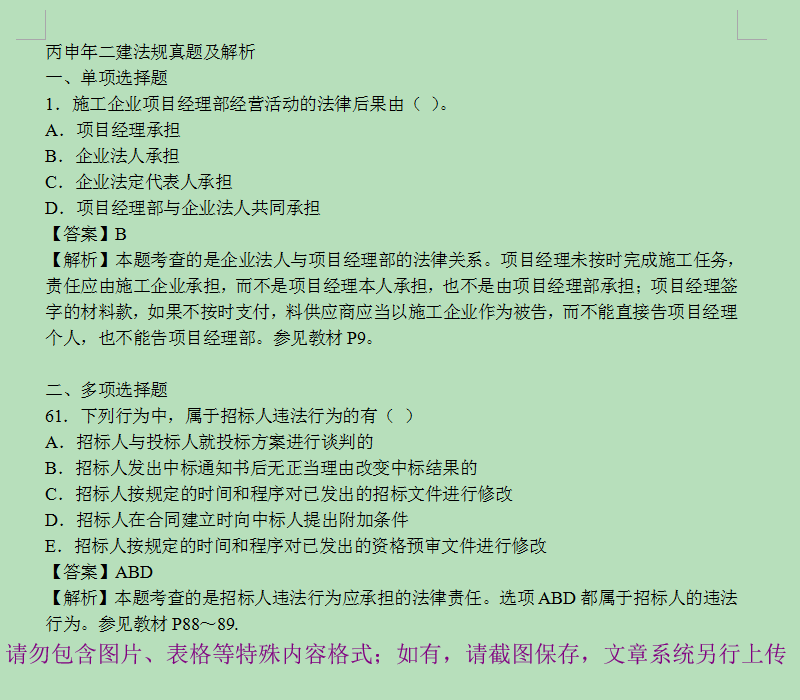 丙申年二建法规真题及解析
一、单项选择题
1．施工企业项目经理部经营活动的法律后果由（ ）。
A．项目经理承担
B．企业法人承担
C．企业法定代表人承担
D．项目经理部与企业法人共同承担
【答案】B
【解析】本题考查的是企业法人与项目经理部的法律关系。项目经理未按时完成施工任务，
责任应由施工企业承担，而不是项目经理本人承担，也不是由项目经理部承担；项目经理签
字的材料款，如果不按时支付，料供应商应当以施工企业作为被告，而不能直接告项目经理
个人，也不能告项目经理部。参见教材 P9。
二、多项选择题
61．下列行为中，属于招标人违法行为的有（ ）
A．招标人与投标人就投标方案进行谈判的
B．招标人发出中标通知书后无正当理由改变中标结果的
C．招标人按规定的时间和程序对已发出的招标文件进行修改
D．招标人在合同建立时向中标人提出附加条件
E．招标人按规定的时间和程序对已发出的资格预审文件进行修改
【答案】ABD
【解析】本题考查的是招标人违法行为应承担的法律责任。选项 ABD 都属于招标人的违法
行为。参见教材 P88～89.
请勿包含图片、表格等特殊内容格式；如有，请截图保存，文章系统另行上传